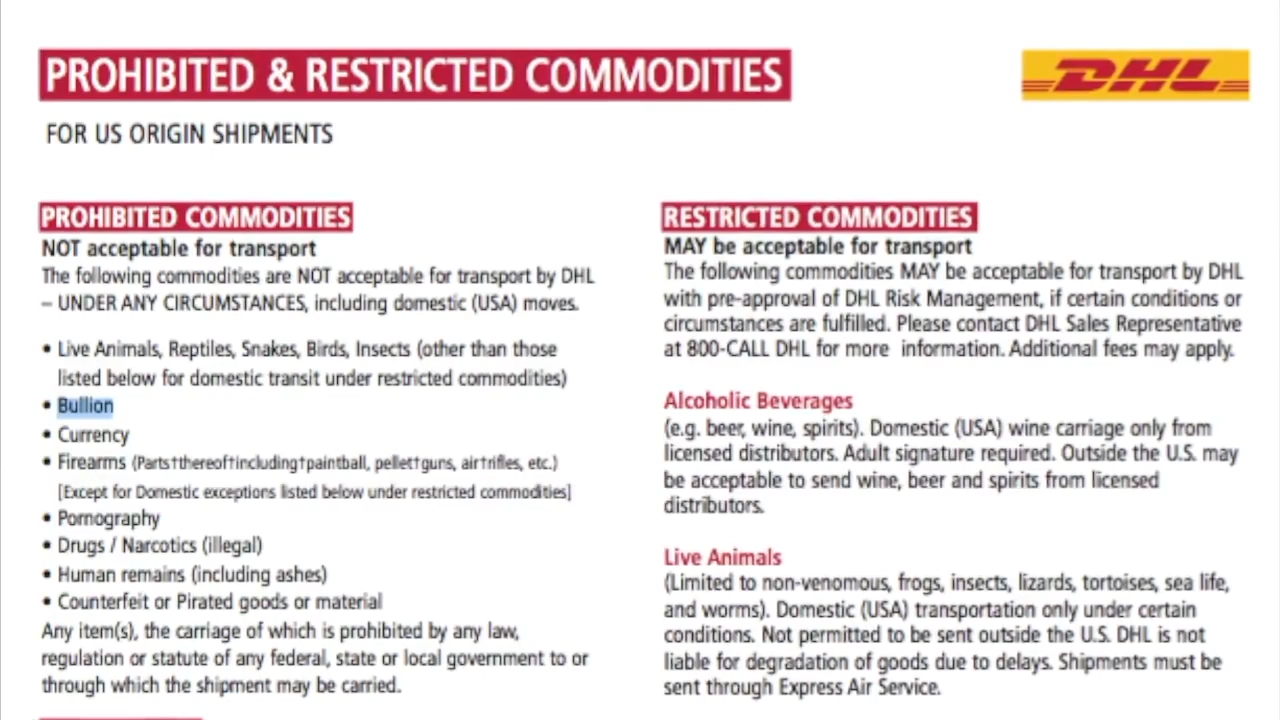 PROHIBITED & RESTRICTED COMMODITIES
DHL
FOR US ORIGIN SHIPMENTS
PROHIBITED COMMODITIES
NOT acceptable for transport
The following commodities are NOT acceptable for transport by DHL
– UNDER ANY CIRCUMSTANCES, including domestic (USA) moves.
• Live Animals, Reptiles, Snakes, Birds, Insects (other than those
listed below for domestic transit under restricted commodities)
• Bullion
• Currency
• Firearms (Parts†thereof†including†paintball, pellet†guns, air†rifles, etc.)
[Except for Domestic exceptions listed below under restricted commodities]
• Pornography
• Drugs / Narcotics (illegal)
• Human remains (including ashes)
• Counterfeit or Pirated goods or material
Any item(s), the carriage of which is prohibited by any law,
regulation or statute of any federal, state or local government to or
through which the shipment may be carried.
RESTRICTED COMMODITIES
MAY be acceptable for transport
The following commodities MAY be acceptable for transport by DHL
with pre-approval of DHL Risk Management, if certain conditions or
circumstances are fulfilled. Please contact DHL Sales Representative
at 800-CALL DHL for more information. Additional fees may apply.
Alcoholic Beverages
(e.g. beer, wine, spirits). Domestic (USA) wine carriage only from
licensed distributors. Adult signature required. Outside the U.S. may
be acceptable to send wine, beer and spirits from licensed
distributors.
Live Animals
(Limited to non-venomous, frogs, insects, lizards, tortoises, sea life,
and worms). Domestic (USA) transportation only under certain
conditions. Not permitted to be sent outside the U.S. DHL is not
liable for degradation of goods due to delays. Shipments must be
sent through Express Air Service.